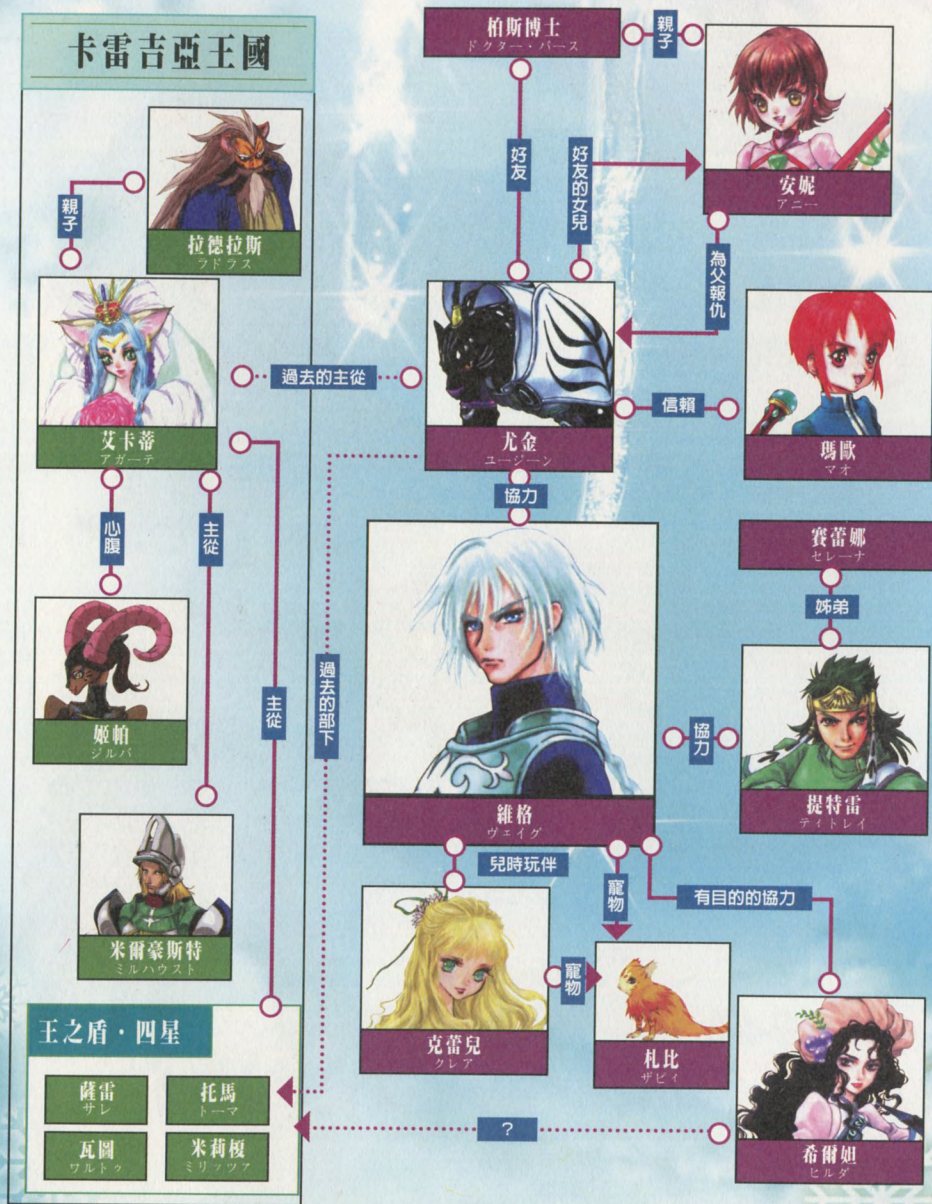 卡雷吉亞王國
拉德拉斯
ラドラス
親子
艾卡蒂
アガーテ
心腹
主從
姬帕
ジルバ
主從
米爾豪斯特
ミルハウスト
王之盾・四星
薩雷
サレ
托馬
トーマ
瓦圖
ワルトゥ
米莉榎
ミリッツァ
過去的主從
過去的部下
柏斯博士
ドクター・バース
親子
安妮
アニー
好友
好友的女兒
為父報仇
尤金
ユージーン
信賴
瑪歐
マオ
協力
賽蕾娜
セレーナ
姊弟
維格
ヴェイグ
協力
提特雷
ティトレイ
兒時玩伴
寵物
有目的的協力
克蕾兒
クレア
寵物
札比
ザピィ
希爾妲
ヒルダ
？